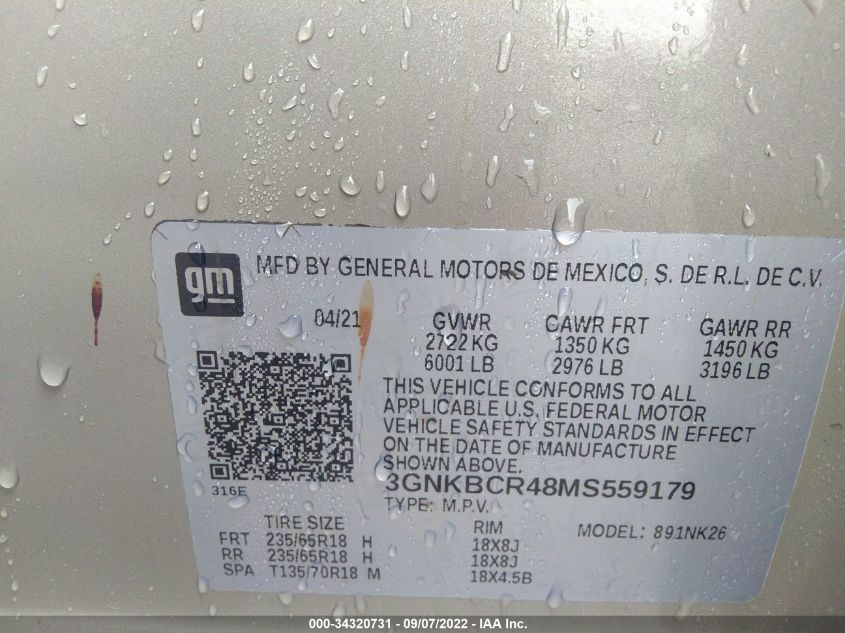 gm MFD BY GENERAL MOTORS DE MEXICO, S. DE R.L. DE C.V.
04/21 GVWR GAWR FRT GAWR RR
2722 KG 1350 KG 1450 KG
6001 LB 2976 LB 3196 LB
THIS VEHICLE CONFORMS TO ALL
APPLICABLE U.S. FEDERAL MOTOR
VEHICLE SAFETY STANDARDS IN EFFECT
ON THE DATE OF MANUFACTURE
SHOWN ABOVE.
316E
3GNKBCR48MS559179
TYPE: M.P.V.
TIRE SIZE RIM MODEL: 891NK26
FRT 235/65R18 H 18X8J
RR 235/65R18 H 18X8J
SPA T135/70R18 M 18X4.5B
000-34320731 - 09/07/2022 - IAA Inc.